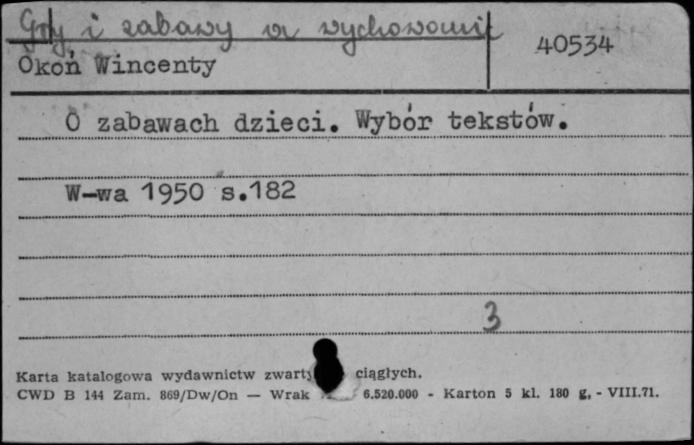 Gry i zabawy w wychowaniu
40534
Okoń Wincenty
O zabawach dzieci. Wybór tekstów.
W-wa 1950 s.182
3
Karta katalogowa wydawnictw ciągłych.
CWD B 144 Zam. 869/Dw/On — Wrak 6.520.000 - Karton 5 kl. 180 g, - VIII.71.